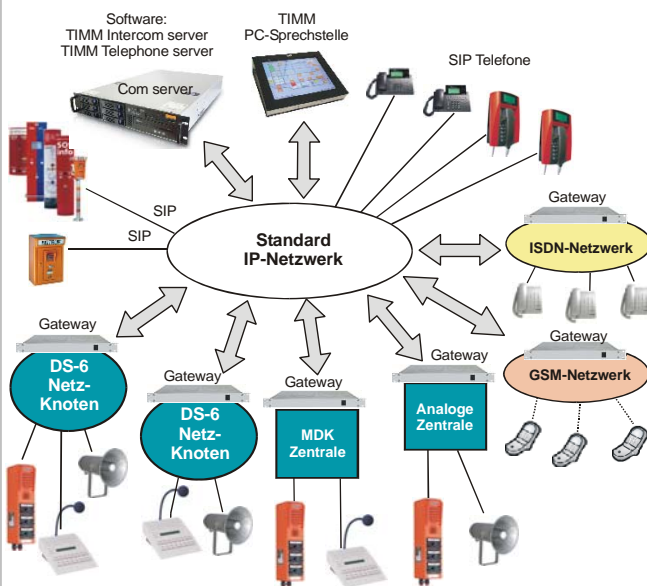 Software:
TIMM Intercom server
TIMM Telephone server
TIMM
PC-Sprechstelle
SIP Telefone
Com server
SOS
info
SIP
SIP
Standard
IP-Netzwerk
Gateway
ISDN-Netzwerk
Gateway
GSM-Netzwerk
Gateway
DS-6
Netz-
Knoten
Gateway
DS-6
Netz-
Knoten
Gateway
MDK
Zentrale
Gateway
Analoge
Zentrale